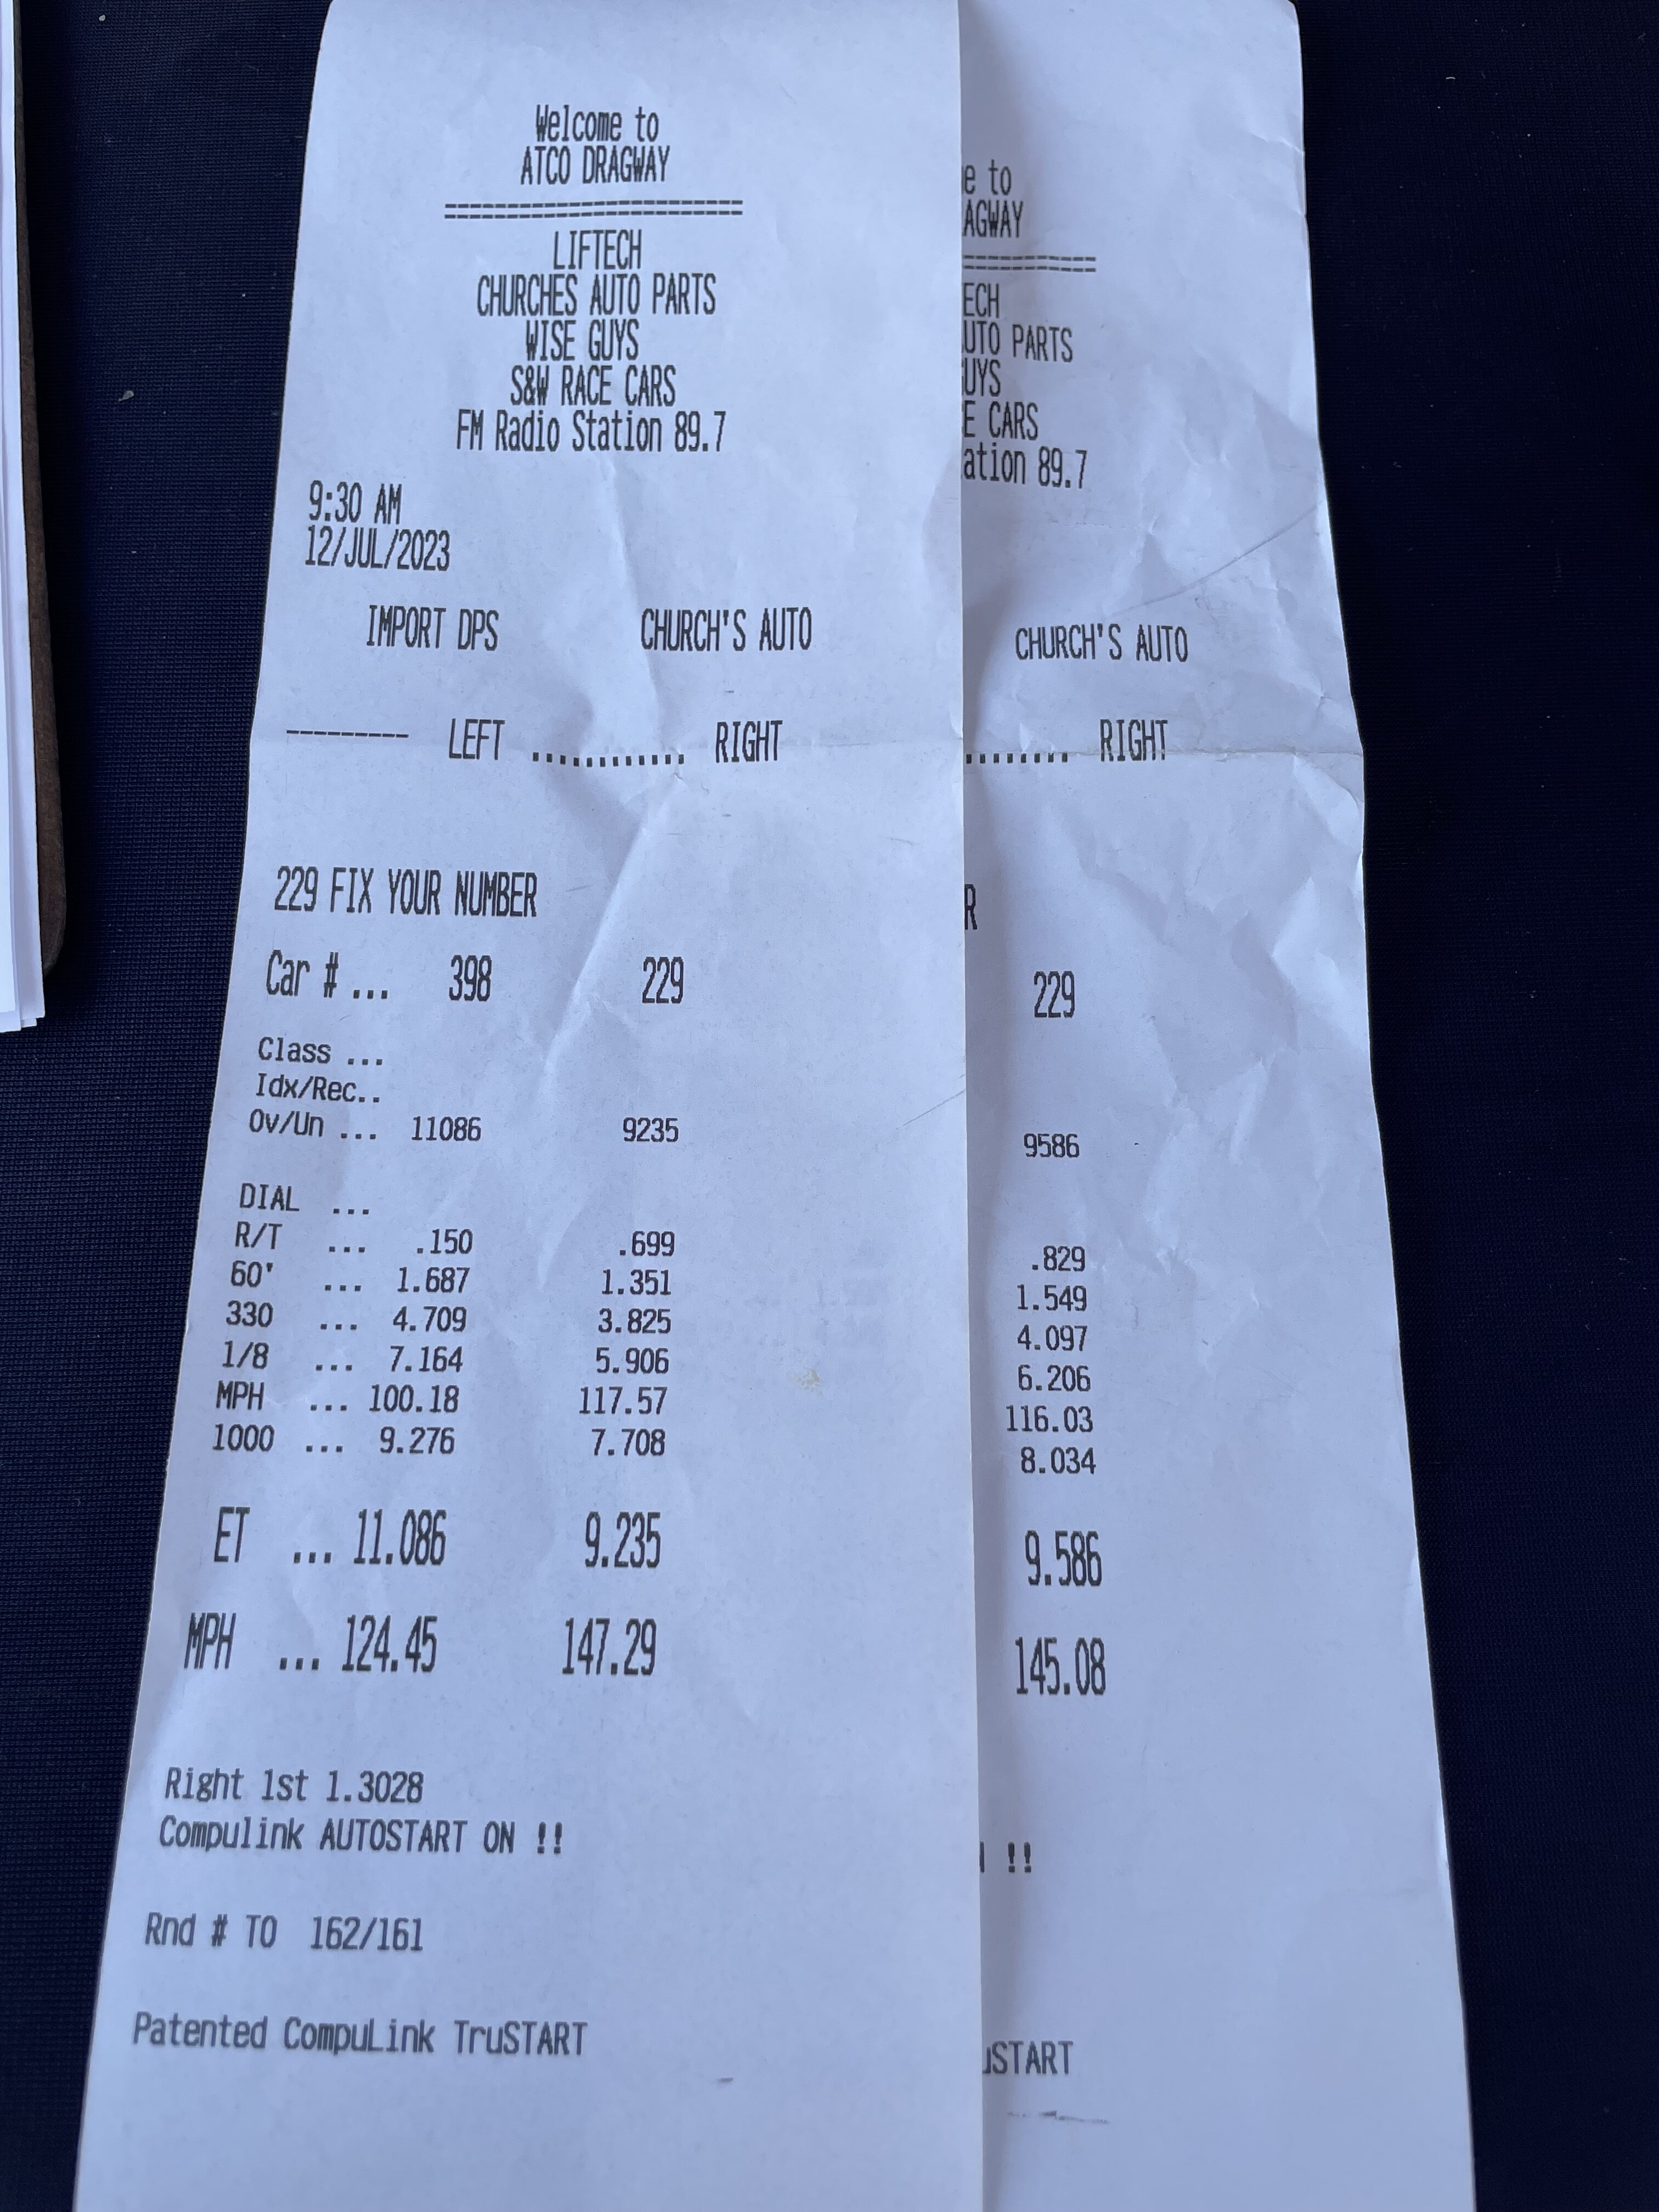 Welcome to
ATCO DRAGWAY
========================
LIFTECH
CHURCHES AUTO PARTS
WISE GUYS
S&W RACE CARS
FM Radio Station 89.7
9:30 AM
12/JUL/2023
IMPORT DPS CHURCH'S AUTO
--------- LEFT ............ RIGHT
229 FIX YOUR NUMBER
Car # ... 398 229
Class ...
Idx/Rec..
Ov/Un ... 11086 9235
DIAL ...
R/T ... .150 .699
60' ... 1.687 1.351
330 ... 4.709 3.825
1/8 ... 7.164 5.906
MPH ... 100.18 117.57
1000 ... 9.276 7.708
ET ... 11.086 9.235
MPH ... 124.45 147.29
Right 1st 1.3028
Compulink AUTOSTART ON !!
Rnd # TO 162/161
Patented CompuLink TruSTART
e to
AGWAY
===========
ECH
UTO PARTS
GUYS
E CARS
ation 89.7
CHURCH'S AUTO
........ RIGHT
R
229
9586
.829
1.549
4.097
6.206
116.03
8.034
9.586
145.08
!!
uSTART